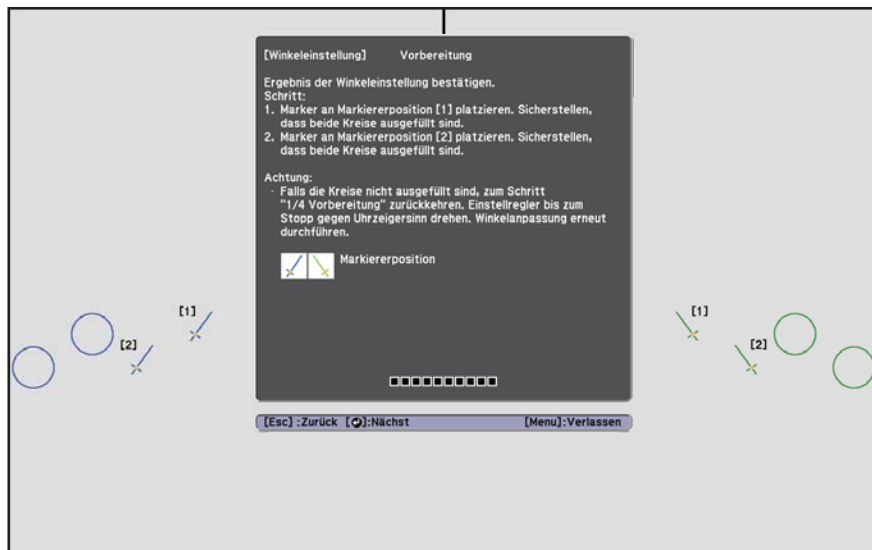 [Winkeleinstellung] Vorbereitung
Ergebnis der Winkeleinstellung bestätigen.
Schritt:
1. Marker an Markiererposition [1] platzieren. Sicherstellen,
dass beide Kreise ausgefüllt sind.
2. Marker an Markiererposition [2] platzieren. Sicherstellen,
dass beide Kreise ausgefüllt sind.
Achtung:
· Falls die Kreise nicht ausgefüllt sind, zum Schritt
"1/4 Vorbereitung" zurückkehren. Einstellregler bis zum
Stopp gegen Uhrzeigersinn drehen. Winkelanpassung erneut
durchführen.
Markiererposition
[1]
[2]
[1]
[2]
[Esc] :Zurück [⏎]:Nächst [Menu]:Verlassen